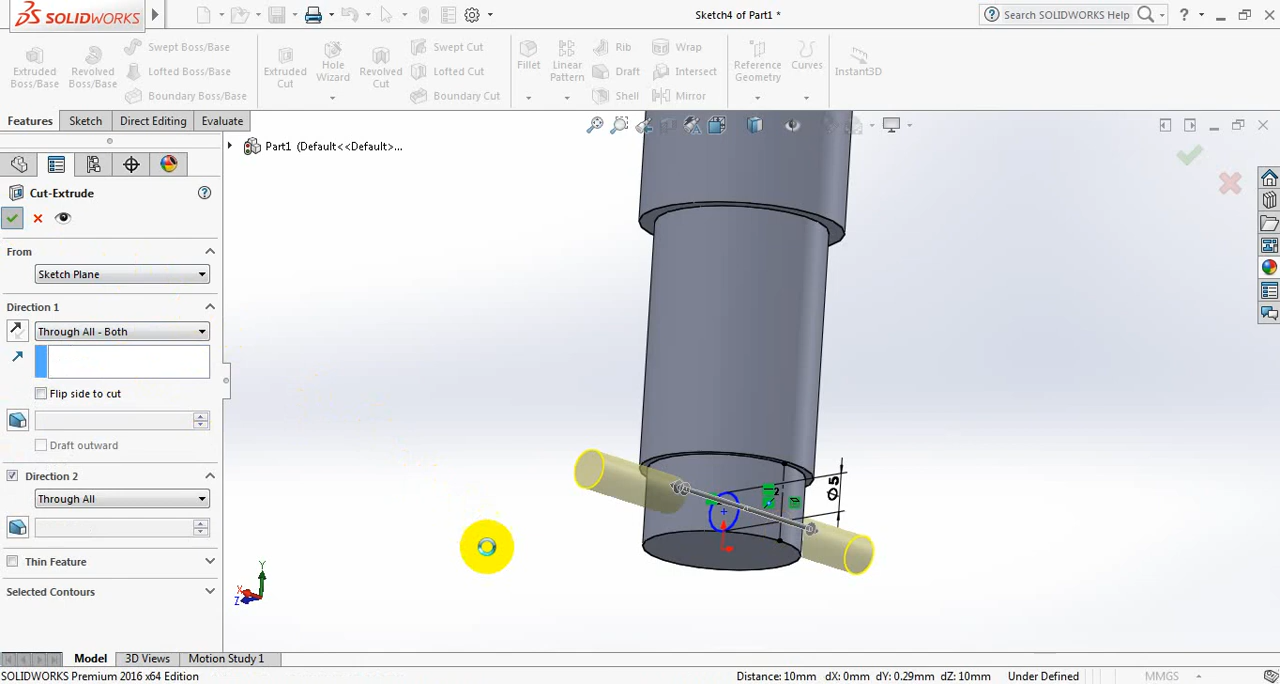 SOLIDWORKS
Sketch4 of Part1 *
Search SOLIDWORKS Help
?
Extruded Boss/Base
Revolved Boss/Base
Swept Boss/Base
Lofted Boss/Base
Boundary Boss/Base
Extruded Cut
Hole Wizard
Revolved Cut
Swept Cut
Lofted Cut
Boundary Cut
Fillet
Linear Pattern
Rib
Draft
Shell
Wrap
Intersect
Mirror
Reference Geometry
Curves
Instant3D
Features
Sketch
Direct Editing
Evaluate
Part1 (Default<<Default>...
Cut-Extrude
From
Sketch Plane
Direction 1
Through All - Both
Flip side to cut
Draft outward
Direction 2
Through All
Thin Feature
Selected Contours
Ø5
2
Y
X
Z
Model
3D Views
Motion Study 1
SOLIDWORKS Premium 2016 x64 Edition
Distance: 10mm dX: 0mm dY: 0.29mm dZ: 10mm
Under Defined
MMGS